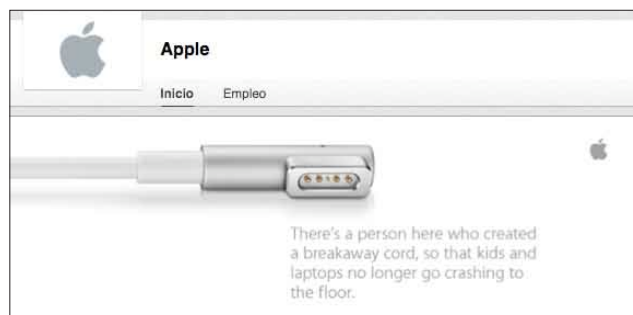 Apple
Inicio Empleo
There's a person here who created
a breakaway cord, so that kids and
laptops no longer go crashing to
the floor.